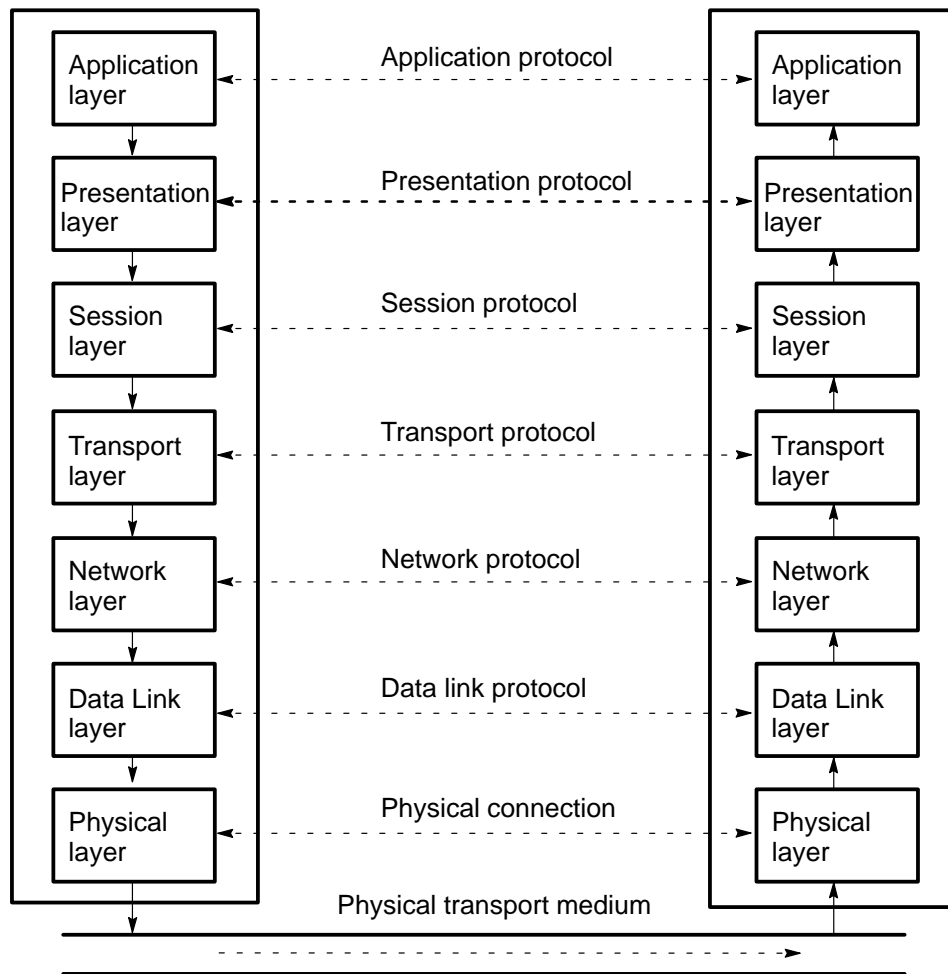 Application
layer
Application protocol
Application
layer
Presentation
layer
Presentation protocol
Presentation
layer
Session
layer
Session protocol
Session
layer
Transport
layer
Transport protocol
Transport
layer
Network
layer
Network protocol
Network
layer
Data Link
layer
Data link protocol
Data Link
layer
Physical
layer
Physical connection
Physical
layer
Physical transport medium